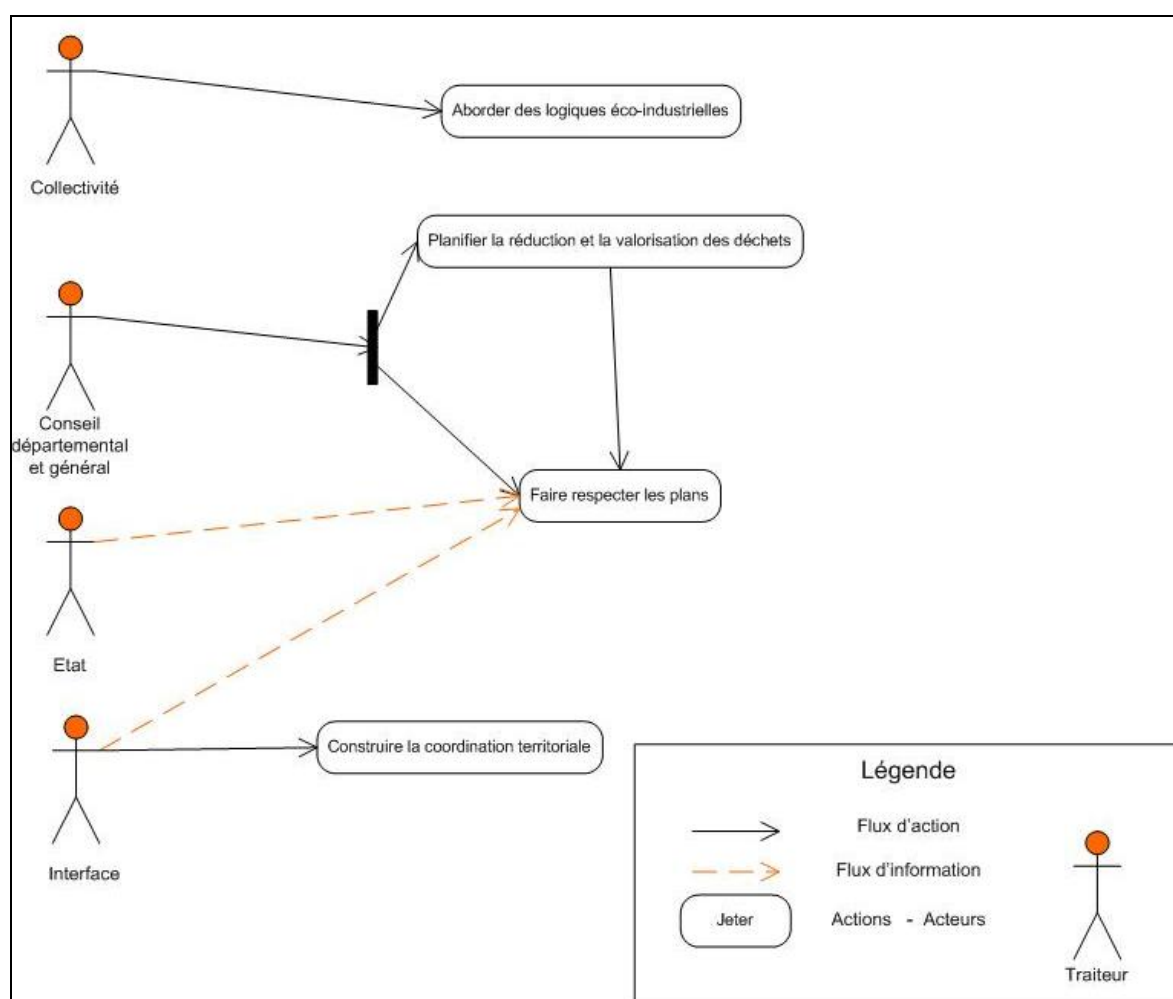 Aborder des logiques éco-industrielles
Collectivité
Planifier la réduction et la valorisation des déchets
Conseil
départemental
et général
Faire respecter les plans
Etat
Construire la coordination territoriale
Interface
Légende
Flux d'action
Flux d'information
Jeter
Actions - Acteurs
Traiteur